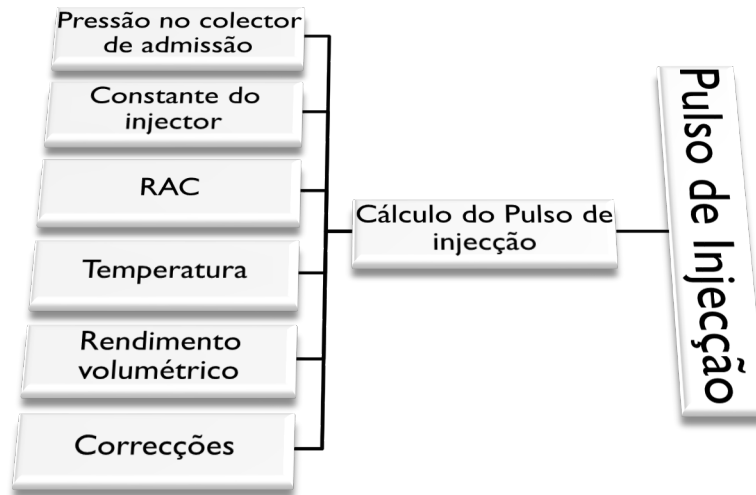 Pressão no colector
de admissão
Constante do
injector
RAC
Temperatura
Rendimento
volumétrico
Correcções
Cálculo do Pulso de
injecção
Pulso de Injecção